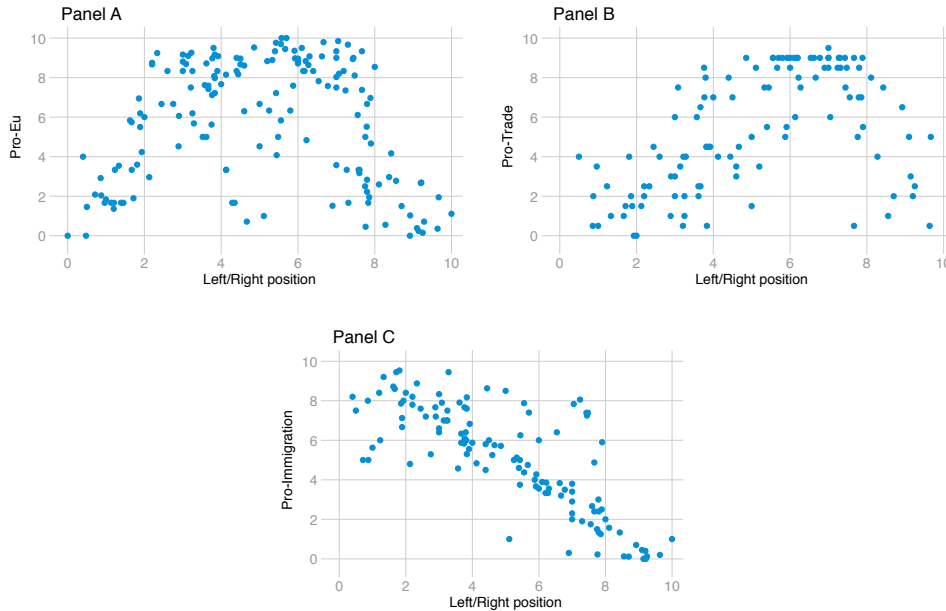 Panel A
10
8
6
4
2
0
Pro-Eu
0 2 4 6 8 10
Left/Right position
Panel B
10
8
6
4
2
0
Pro-Trade
0 2 4 6 8 10
Left/Right position
Panel C
10
8
6
4
2
0
Pro-Immigration
0 2 4 6 8 10
Left/Right position